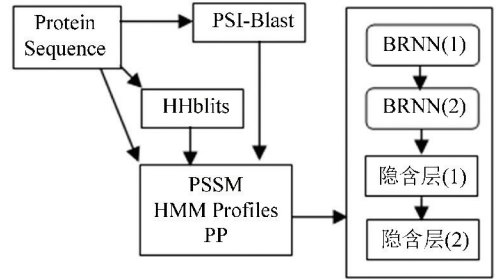 Protein
Sequence
PSI-Blast
HHblits
PSSM
HMM Profiles
PP
BRNN(1)
BRNN(2)
隐含层(1)
隐含层(2)